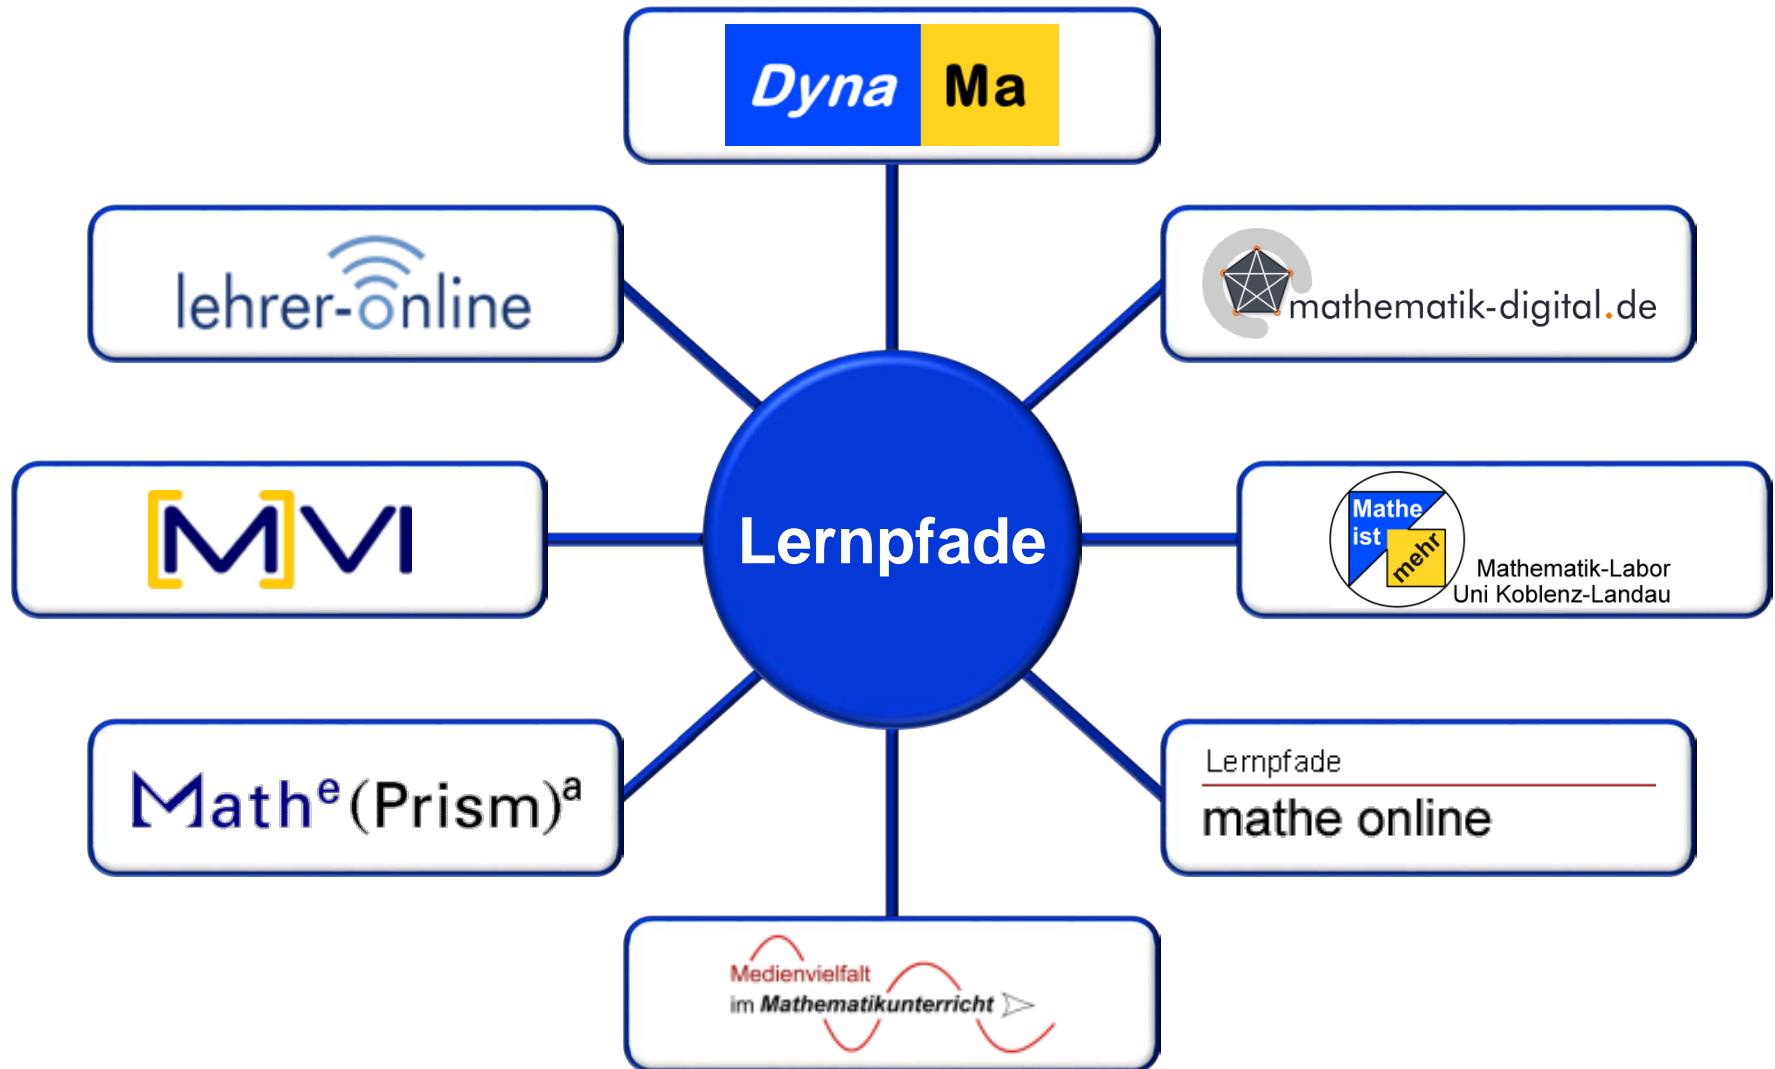 Dyna Ma
lehrer-online
mathematik-digital.de
[M]VI
Lernpfade
Mathe
ist
mehr
Mathematik-Labor
Uni Koblenz-Landau
Mathe(Prism)a
Lernpfade
mathe online
Medienvielfalt
im Mathematikunterricht